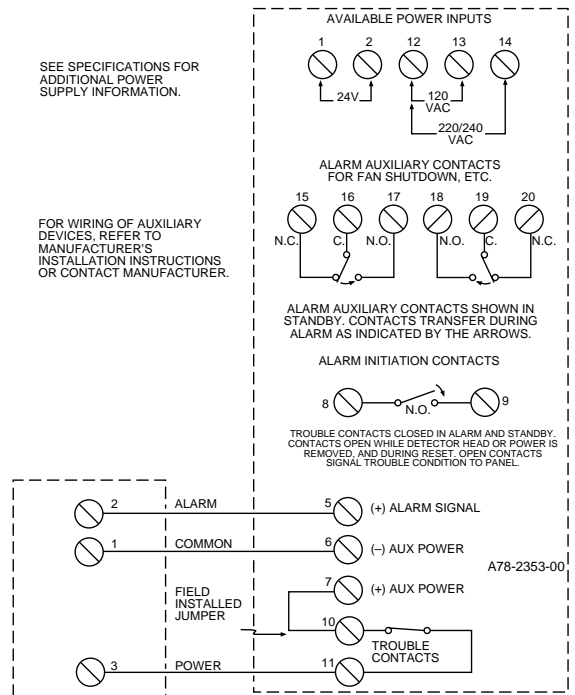 AVAILABLE POWER INPUTS
1 2 12 13 14
SEE SPECIFICATIONS FOR
ADDITIONAL POWER
SUPPLY INFORMATION.
24V
120
VAC
220/240
VAC
ALARM AUXILIARY CONTACTS
FOR FAN SHUTDOWN, ETC.
15 16 17 18 19 20
N.C. C. N.O. N.O. C. N.C.
FOR WIRING OF AUXILIARY
DEVICES, REFER TO
MANUFACTURER'S
INSTALLATION INSTRUCTIONS
OR CONTACT MANUFACTURER.
ALARM AUXILIARY CONTACTS SHOWN IN
STANDBY. CONTACTS TRANSFER DURING
ALARM AS INDICATED BY THE ARROWS.
ALARM INITIATION CONTACTS
8 N.O. 9
TROUBLE CONTACTS CLOSED IN ALARM AND STANDBY.
CONTACTS OPEN WHILE DETECTOR HEAD OR POWER IS
REMOVED, AND DURING RESET. OPEN CONTACTS
SIGNAL TROUBLE CONDITION TO PANEL.
2 ALARM 5 (+) ALARM SIGNAL
1 COMMON 6 (–) AUX POWER
A78-2353-00
7 (+) AUX POWER
FIELD
INSTALLED
JUMPER
10
TROUBLE
CONTACTS
3 POWER 11